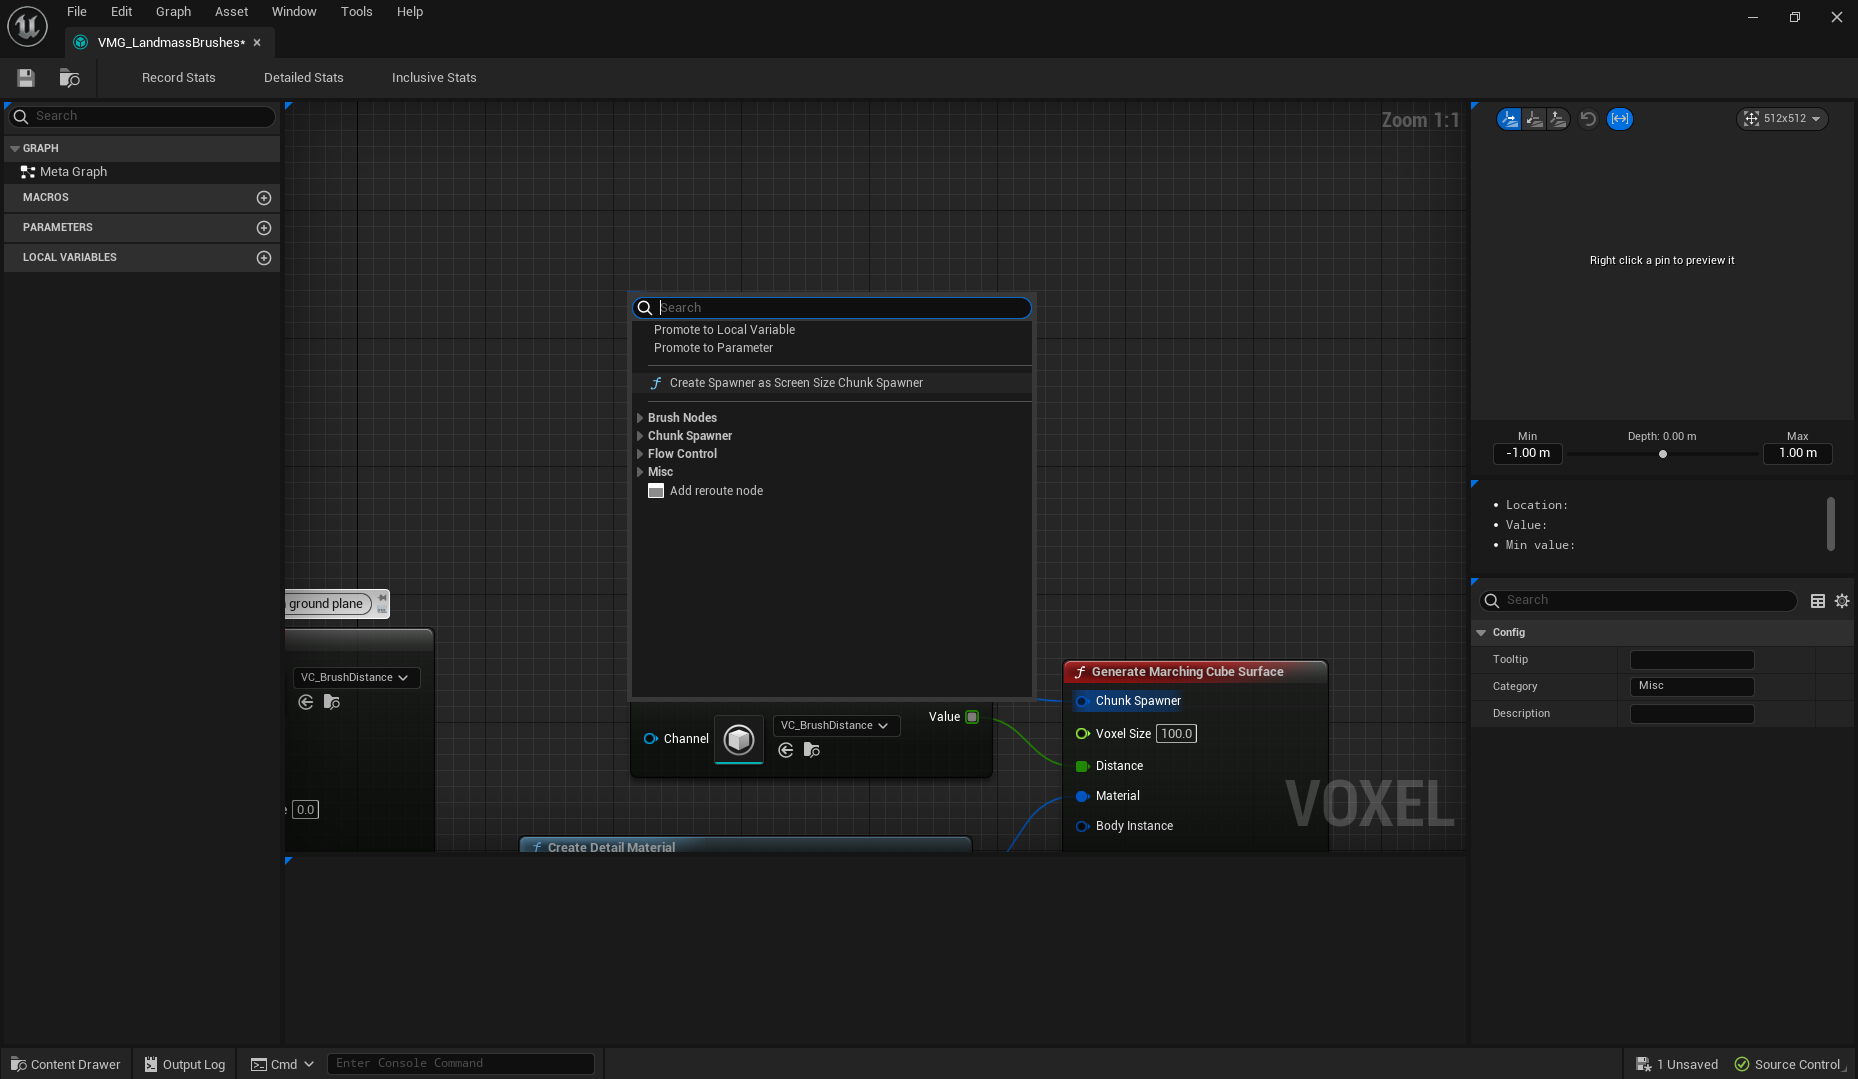 File Edit Graph Asset Window Tools Help
VMG_LandmassBrushes*
Record Stats Detailed Stats Inclusive Stats
Search
GRAPH
Meta Graph
MACROS
PARAMETERS
LOCAL VARIABLES
Zoom 1:1
Search
Promote to Local Variable
Promote to Parameter
Create Spawner as Screen Size Chunk Spawner
Brush Nodes
Chunk Spawner
Flow Control
Misc
Add reroute node
ground plane
VC_BrushDistance
0.0
Channel
VC_BrushDistance
Value
Create Detail Material
Generate Marching Cube Surface
Chunk Spawner
Voxel Size 100.0
Distance
Material
Body Instance
VOXEL
512x512
Right click a pin to preview it
Min Depth: 0.00 m Max
-1.00 m 1.00 m
• Location:
• Value:
• Min value:
Search
Config
Tooltip
Category Misc
Description
Content Drawer Output Log Cmd Enter Console Command 1 Unsaved Source Control